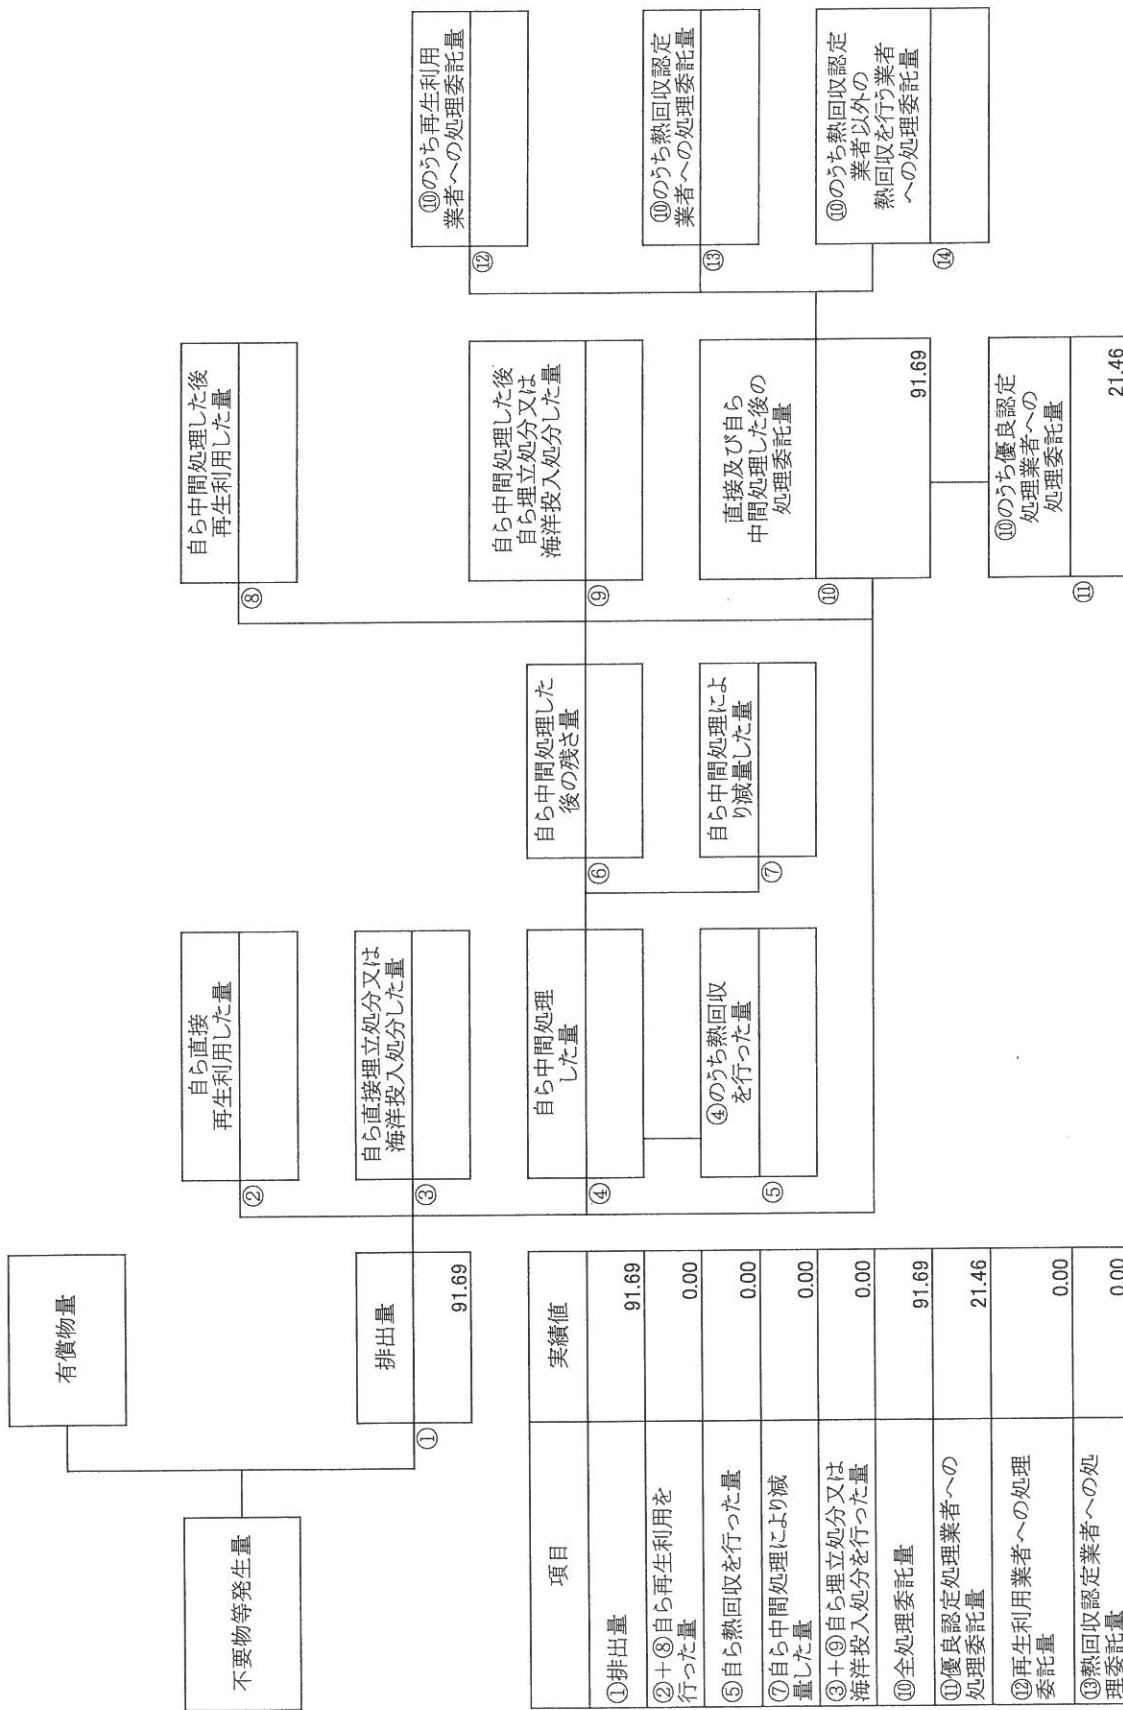 不要物等発生量
有償物量
排出量
①
91.69
自ら直接
再生利用した量
②
自ら直接埋立処分又は
海洋投入処分した量
③
自ら中間処理
した量
④
④のうち熱回収
を行った量
⑤
自ら中間処理した
後の残さ量
⑥
自ら中間処理によ
り減量した量
⑦
自ら中間処理した後
再生利用した量
⑧
自ら中間処理した後
自ら埋立処分又は
海洋投入処分した量
⑨
直接及び自ら
中間処理した後の
処理委託量
⑩
91.69
⑩のうち優良認定
処理業者への
処理委託量
⑪
21.46
⑩のうち再生利用
業者への処理委託量
⑫
⑩のうち熱回収認定
業者への処理委託量
⑬
⑩のうち熱回収認定
業者以外の
熱回収を行う業者
への処理委託量
⑭
項目 実績値
①排出量 91.69
②+⑧自ら再生利用を
行った量 0.00
⑤自ら熱回収を行った量 0.00
⑦自ら中間処理により減
量した量 0.00
③+⑨自ら埋立処分又は
海洋投入処分を行った量 0.00
⑩全処理委託量 91.69
⑪優良認定処理業者への
処理委託量 21.46
⑫再生利用業者への処理
委託量 0.00
⑬熱回収認定業者への処
理委託量 0.00